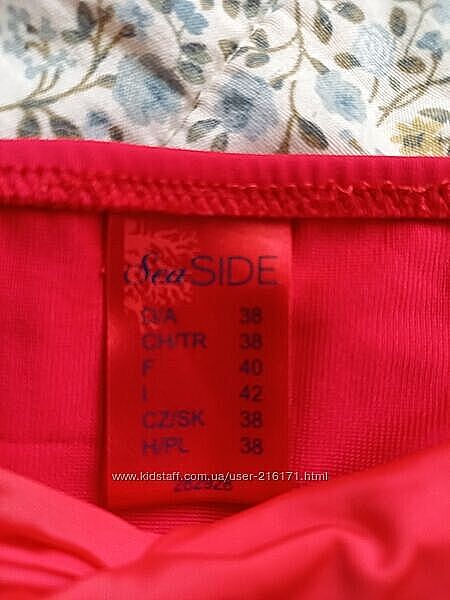 SeaSIDE
D/A 38
CH/TR 38
F 40
I 42
CZ/SK 38
H/PL 38
www.kidstaff.com.ua/user-216171.html
282928